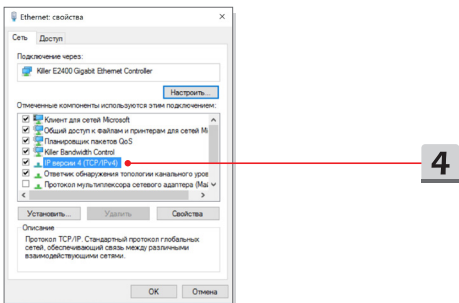 Ethernet: свойства
Сеть Доступ
Подключение через:
Killer E2400 Gigabit Ethernet Controller
Настроить...
Отмеченные компоненты используются этим подключением:
Клиент для сетей Microsoft
Общий доступ к файлам и принтерам для сетей Mi
Планировщик пакетов QoS
Killer Bandwidth Control
IP версии 4 (TCP/IPv4)
4
Ответчик обнаружения топологии канального уров
Протокол мультиплексора сетевого адаптера (Mai
Установить... Удалить Свойства
Описание
Протокол TCP/IP. Стандартный протокол глобальных
сетей, обеспечивающий связь между различными
взаимодействующими сетями.
OK Отмена